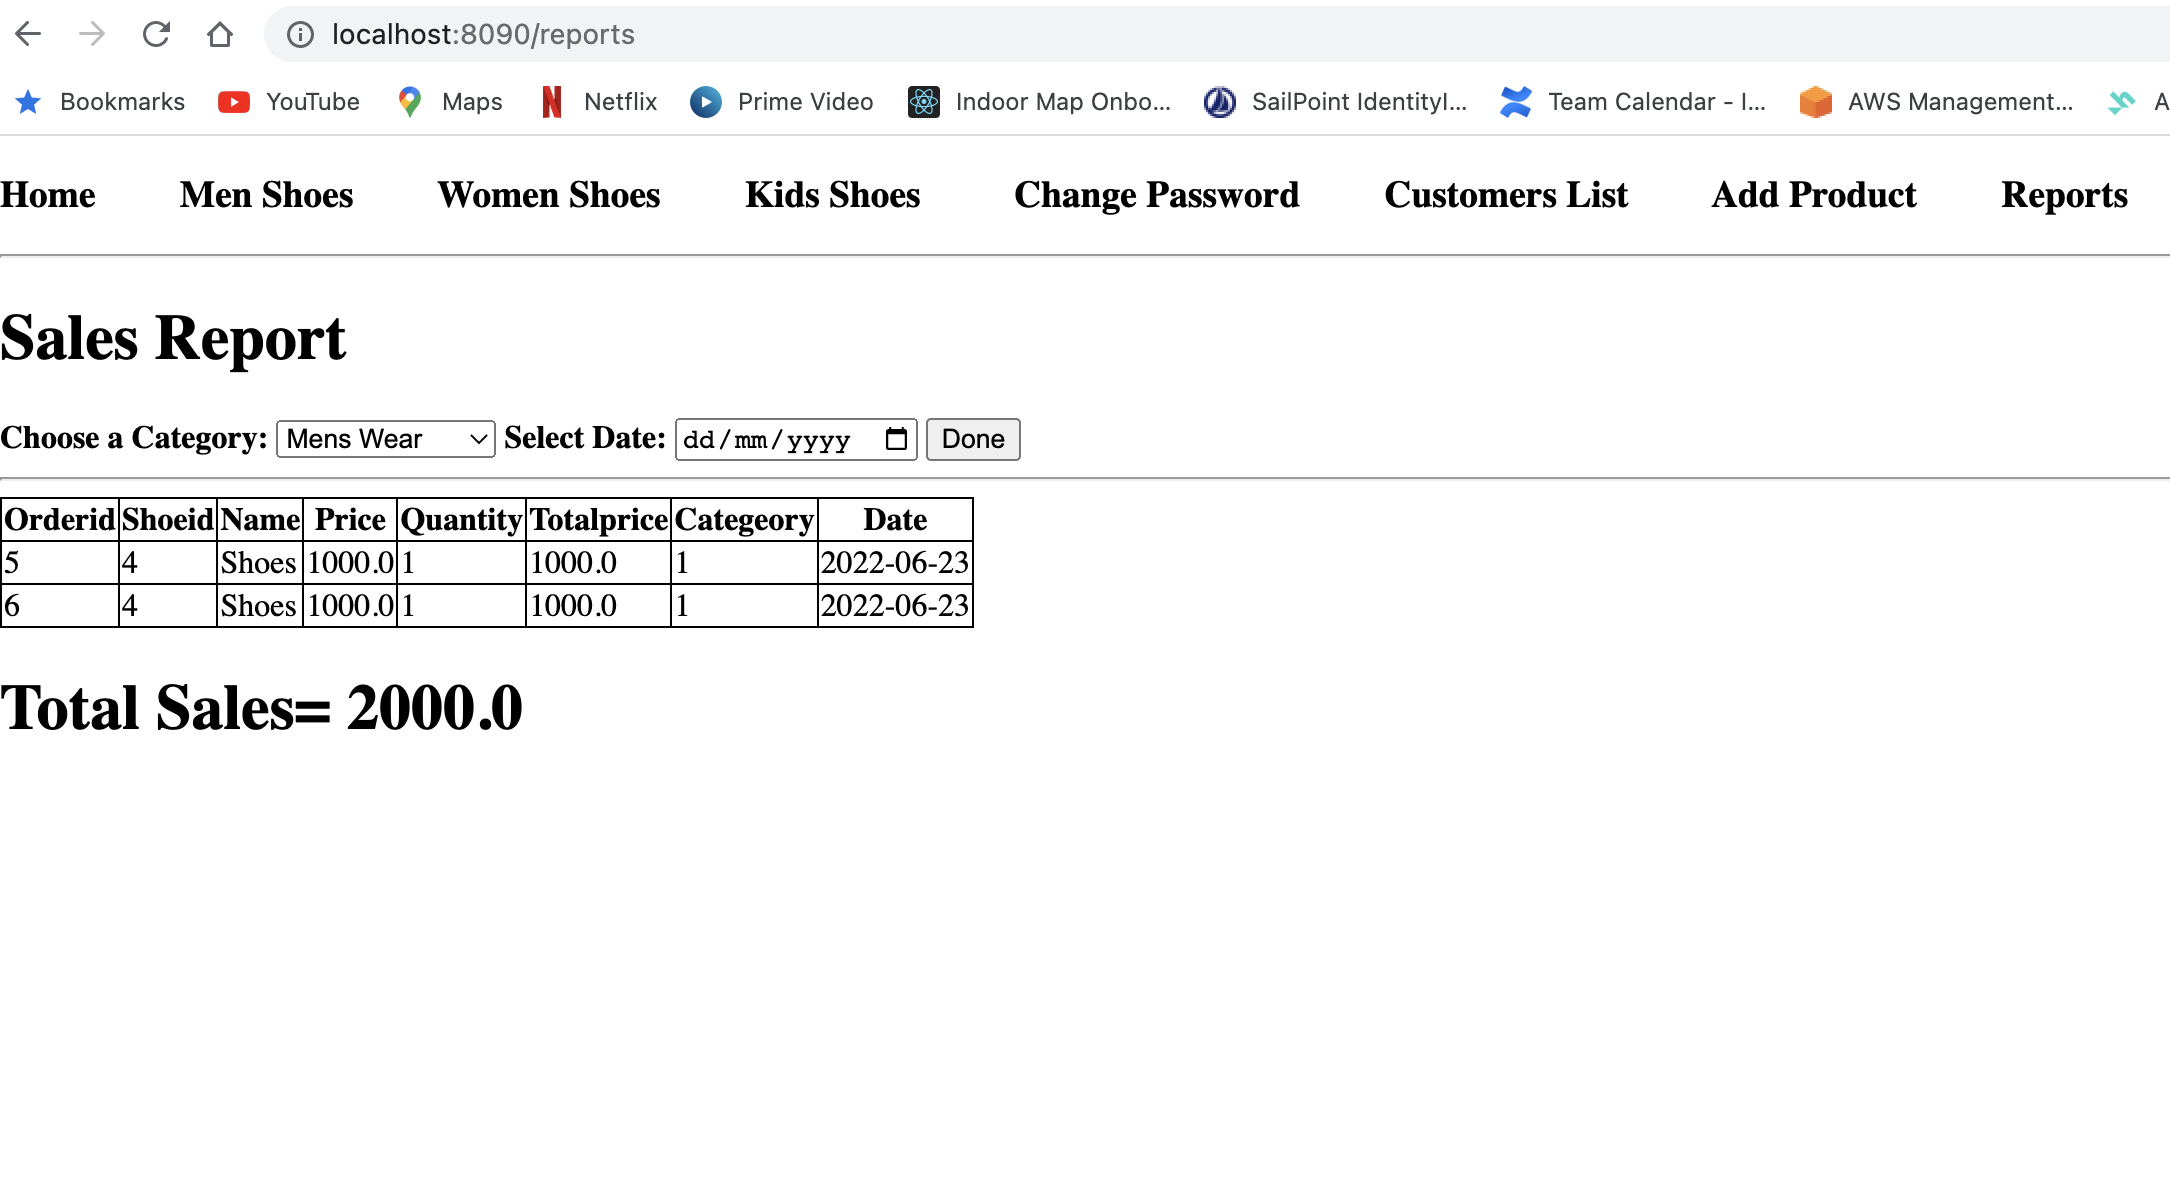 localhost:8090/reports
Bookmarks YouTube Maps Netflix Prime Video Indoor Map Onbo... SailPoint IdentityI... Team Calendar - I... AWS Management... A
Home Men Shoes Women Shoes Kids Shoes Change Password Customers List Add Product Reports
Sales Report
Choose a Category: Mens Wear Select Date: dd/mm/yyyy Done
Orderid Shoeid Name Price Quantity Totalprice Categeory Date
5 4 Shoes 1000.0 1 1000.0 1 2022-06-23
6 4 Shoes 1000.0 1 1000.0 1 2022-06-23
Total Sales= 2000.0